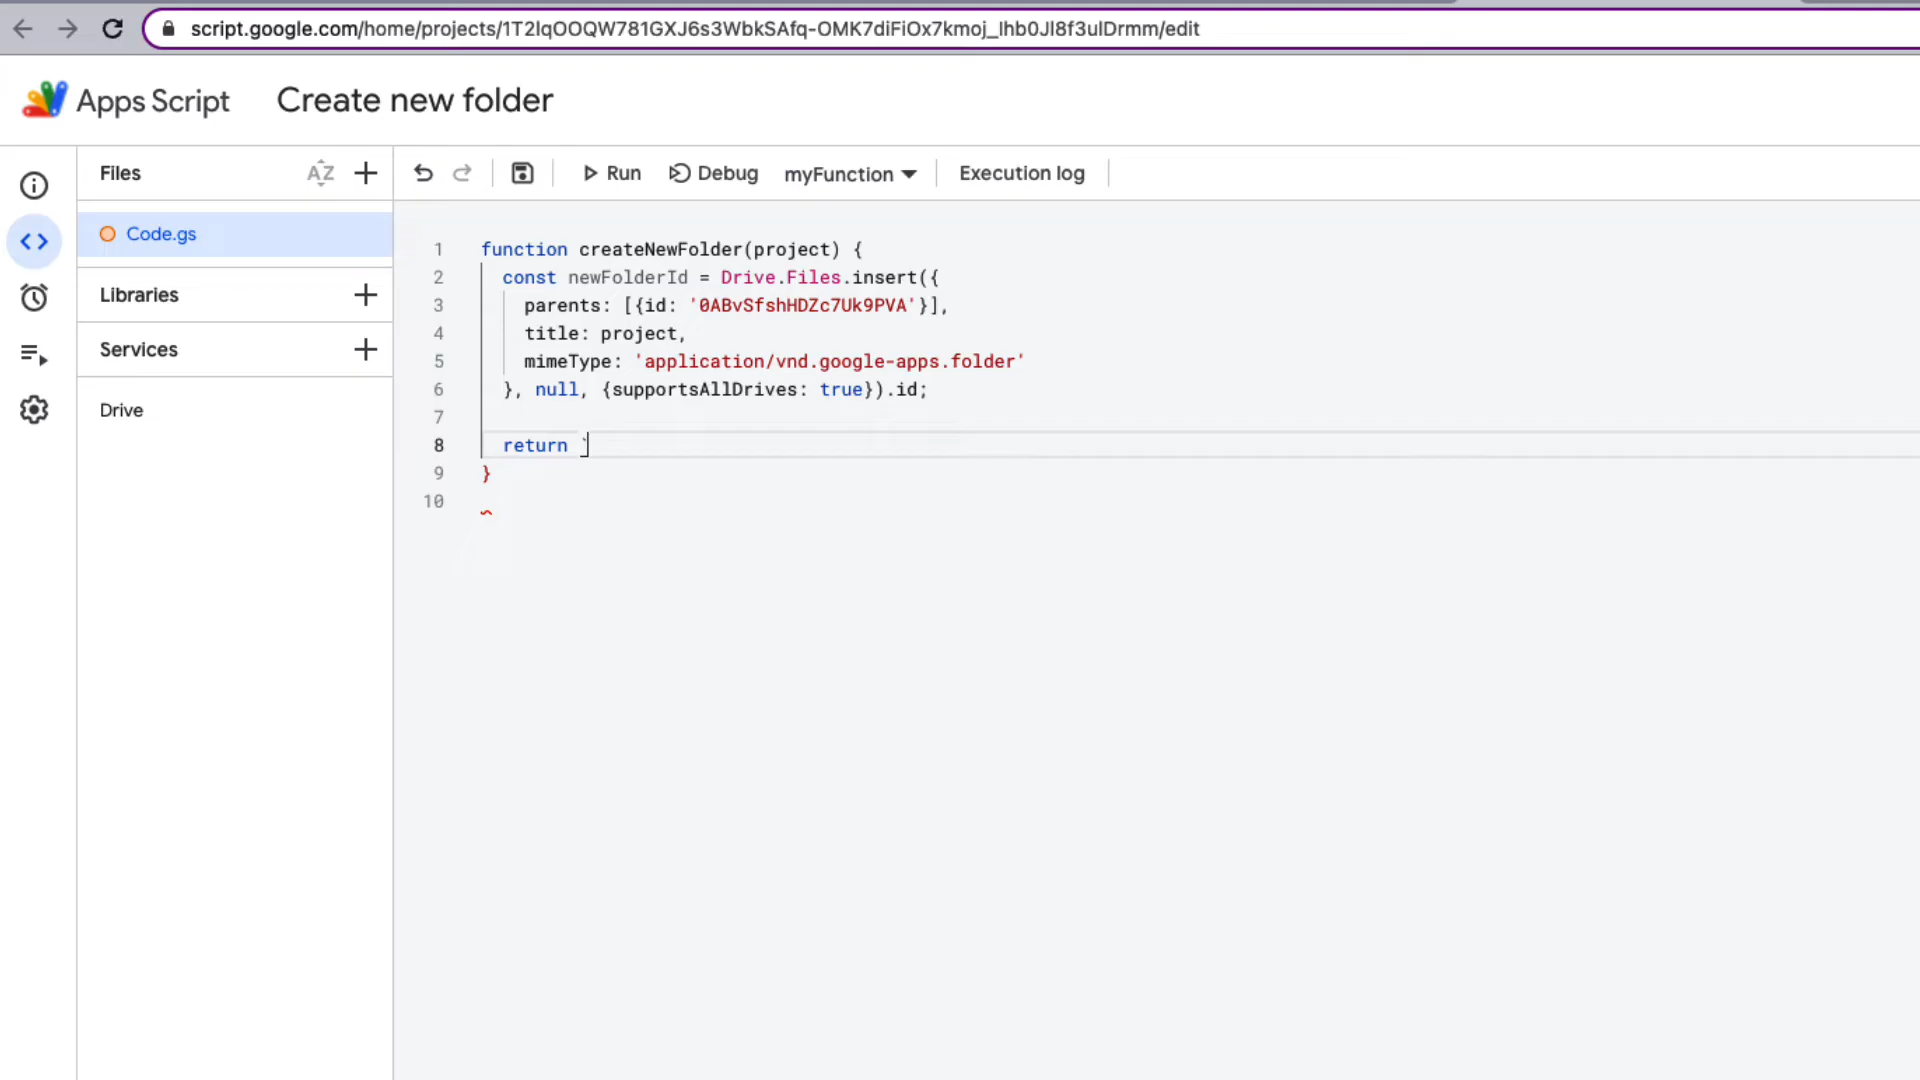 script.google.com/home/projects/1T2lqOOQW781GXJ6s3WbkSAfq-OMK7diFiOx7kmoj_lhb0Jl8f3ulDrmm/edit
Apps Script Create new folder
Files AZ
Run Debug myFunction Execution log
Code.gs
Libraries
Services
Drive
1 function createNewFolder(project) {
2 const newFolderId = Drive.Files.insert({
3 parents: [{id: '0ABvSfshHDZc7Uk9PVA'}],
4 title: project,
5 mimeType: 'application/vnd.google-apps.folder'
6 }, null, {supportsAllDrives: true}).id;
7
8 return `
9 }
10